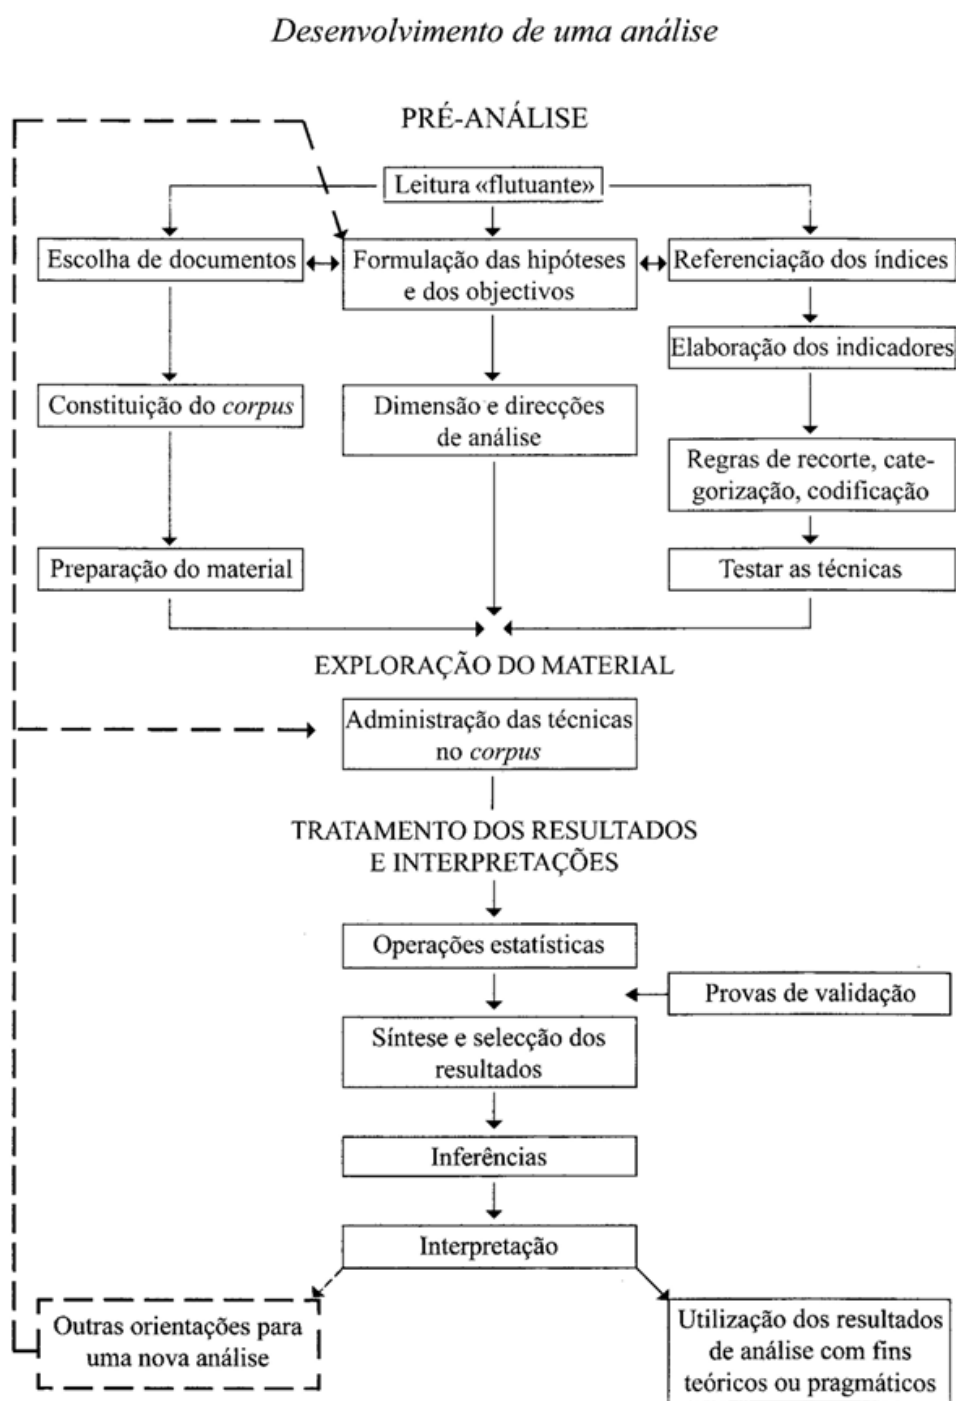 Desenvolvimento de uma análise
PRÉ-ANÁLISE
Leitura «flutuante»
Escolha de documentos
Formulação das hipóteses
e dos objectivos
Referenciação dos índices
Elaboração dos indicadores
Constituição do corpus
Dimensão e direcções
de análise
Regras de recorte, cate-
gorização, codificação
Preparação do material
Testar as técnicas
EXPLORAÇÃO DO MATERIAL
Administração das técnicas
no corpus
TRATAMENTO DOS RESULTADOS
E INTERPRETAÇÕES
Operações estatísticas
Provas de validação
Síntese e selecção dos
resultados
Inferências
Interpretação
Outras orientações para
uma nova análise
Utilização dos resultados
de análise com fins
teóricos ou pragmáticos